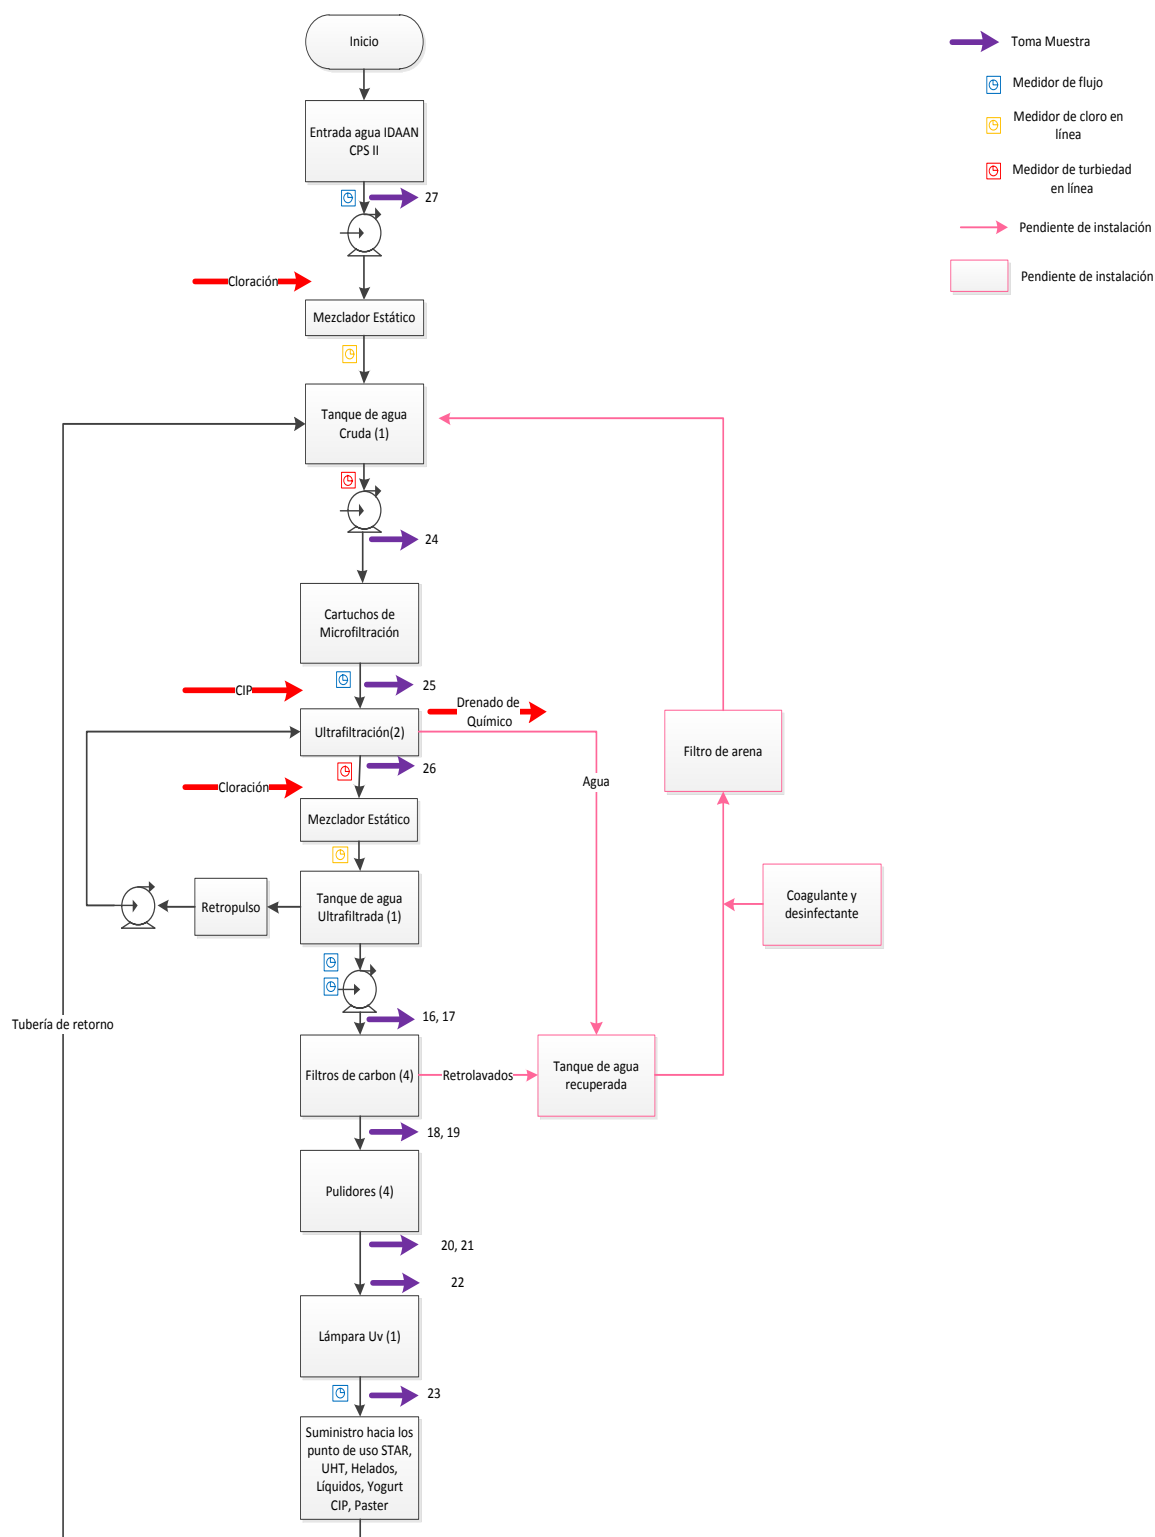 Inicio
Toma Muestra
Medidor de flujo
Medidor de cloro en
línea
Medidor de turbiedad
en línea
Pendiente de instalación
Pendiente de instalación
Entrada agua IDAAN
CPS II
27
Cloración
Mezclador Estático
Tanque de agua
Cruda (1)
24
Cartuchos de
Microfiltración
25
CIP
Drenado de
Químico
Ultrafiltración(2)
26
Cloración
Mezclador Estático
Agua
Filtro de arena
Tanque de agua
Ultrafiltrada (1)
Retropulso
Coagulante y
desinfectante
16, 17
Tubería de retorno
Filtros de carbon (4)
Retrolavados
Tanque de agua
recuperada
18, 19
Pulidores (4)
20, 21
22
Lámpara Uv (1)
23
Suministro hacia los
punto de uso STAR,
UHT, Helados,
Líquidos, Yogurt
CIP, Paster